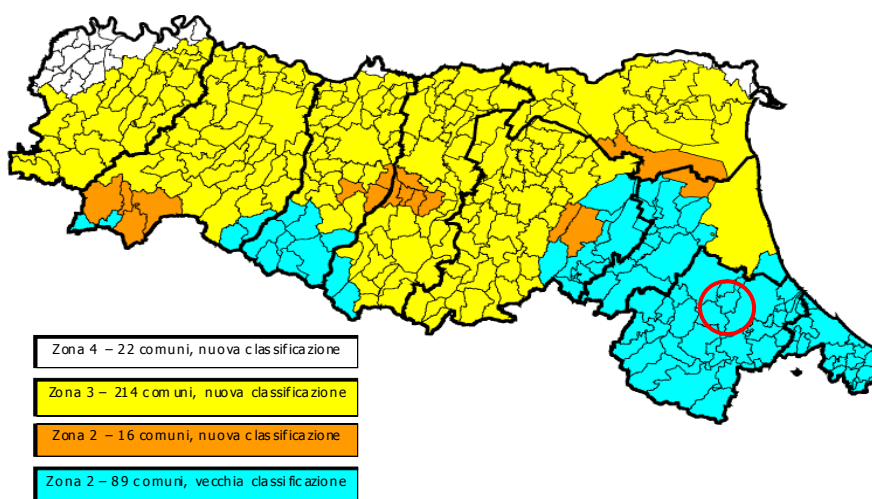 Zona 4 – 22 comuni, nuova classificazione
Zona 3 – 214 comuni, nuova classificazione
Zona 2 – 16 comuni, nuova classificazione
Zona 2 – 89 comuni, vecchia classificazione